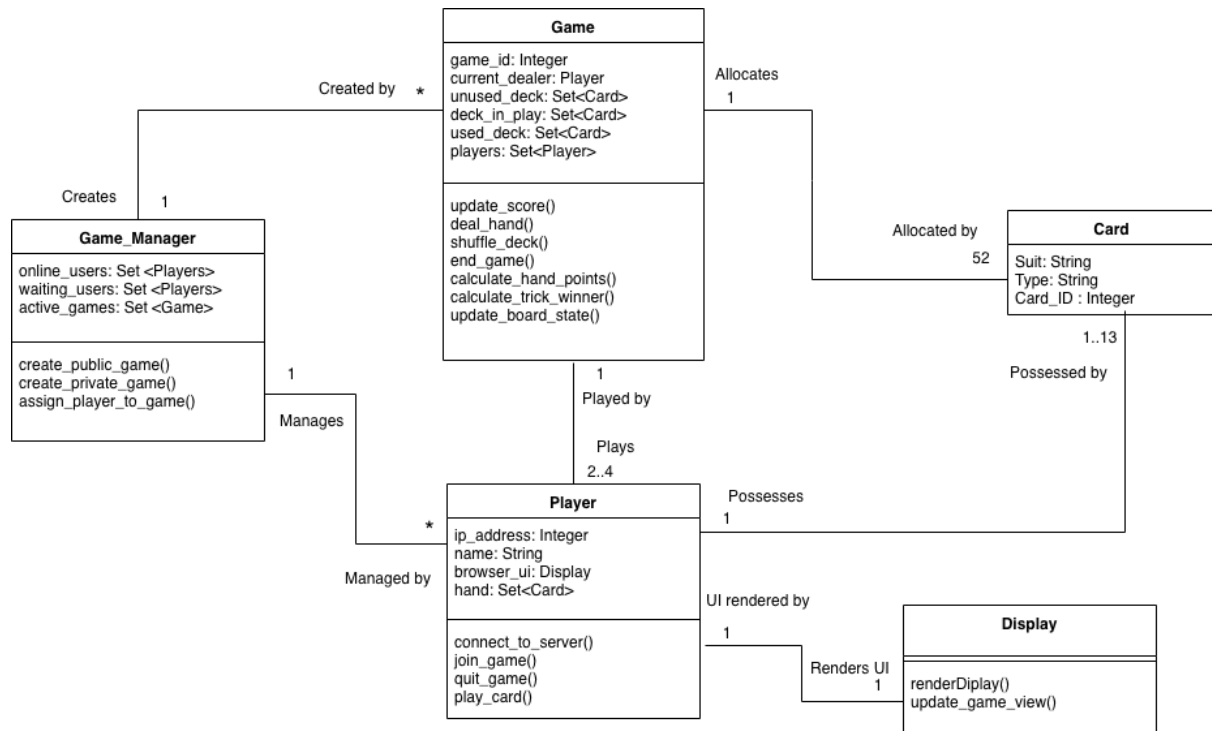 Game
game_id: Integer
current_dealer: Player
unused_deck: Set<Card>
deck_in_play: Set<Card>
used_deck: Set<Card>
players: Set<Player>
update_score()
deal_hand()
shuffle_deck()
end_game()
calculate_hand_points()
calculate_trick_winner()
update_board_state()
Created by
*
Allocates
1
Creates
1
Game_Manager
online_users: Set <Players>
waiting_users: Set <Players>
active_games: Set <Game>
create_public_game()
create_private_game()
assign_player_to_game()
Allocated by
52
Card
Suit: String
Type: String
Card_ID : Integer
1..13
Possessed by
1
Manages
1
Played by
Plays
2..4
*
Managed by
Player
ip_address: Integer
name: String
browser_ui: Display
hand: Set<Card>
connect_to_server()
join_game()
quit_game()
play_card()
Possesses
1
UI rendered by
1
Renders UI
1
Display
renderDiplay()
update_game_view()